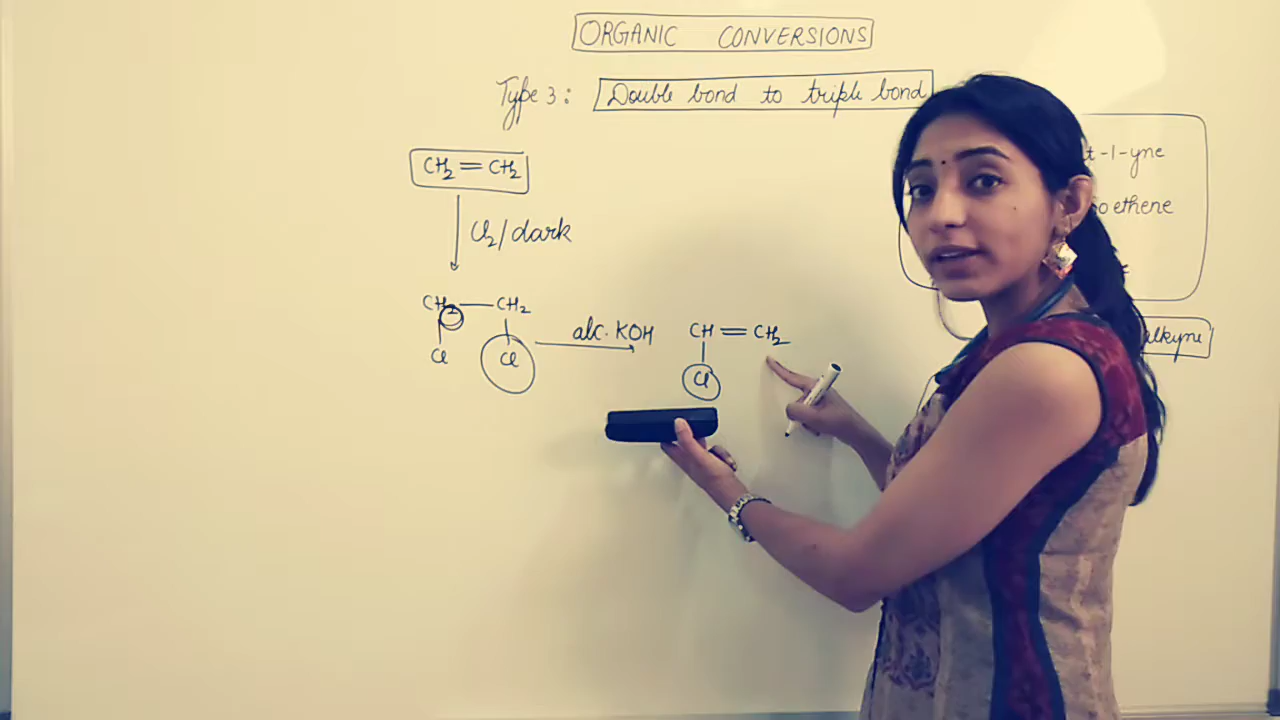 ORGANIC CONVERSIONS
Type 3: Double bond to triple bond
CH₂=CH₂
Cl₂/dark
CH₂—CH₂
Cl Cl
alc. KOH
CH=CH₂
Cl
t-1-yne
o ethene
alkyne